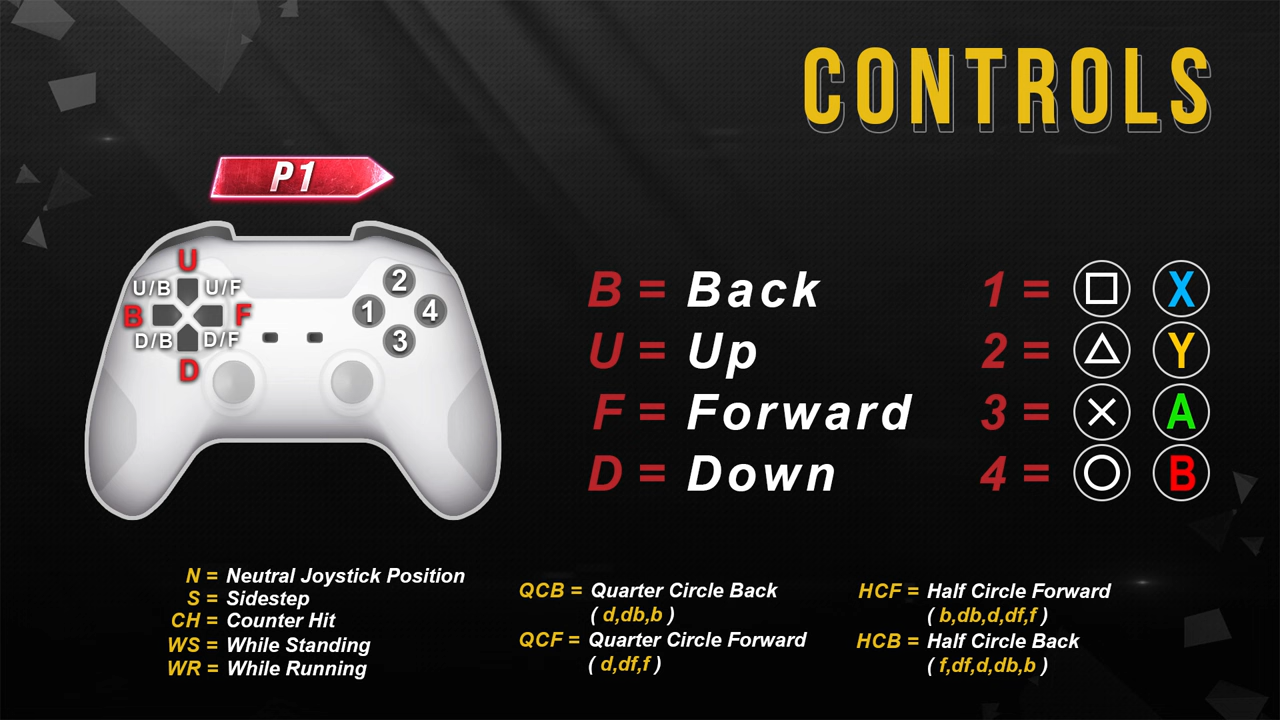 CONTROLS
P1
U
U/B U/F
B F
D/B D/F
D
2
1 4
3
B = Back
U = Up
F = Forward
D = Down
1 = □ X
2 = △ Y
3 = ✕ A
4 = ○ B
N = Neutral Joystick Position
S = Sidestep
CH = Counter Hit
WS = While Standing
WR = While Running
QCB = Quarter Circle Back
( d,db,b )
QCF = Quarter Circle Forward
( d,df,f )
HCF = Half Circle Forward
( b,db,d,df,f )
HCB = Half Circle Back
( f,df,d,db,b )